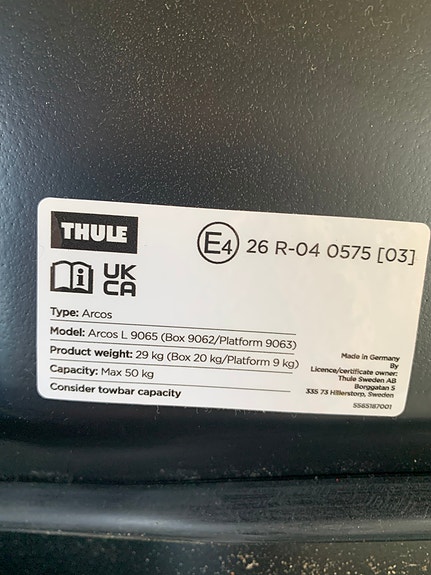 THULE
E4 26 R-04 0575 [03]
UK
CA
Type: Arcos
Model: Arcos L 9065 (Box 9062/Platform 9063)
Product weight: 29 kg (Box 20 kg/Platform 9 kg)
Capacity: Max 50 kg
Consider towbar capacity
Made in Germany
By
Licence/certificate owner:
Thule Sweden AB
Borggatan 5
335 73 Hillerstorp, Sweden
5565187001